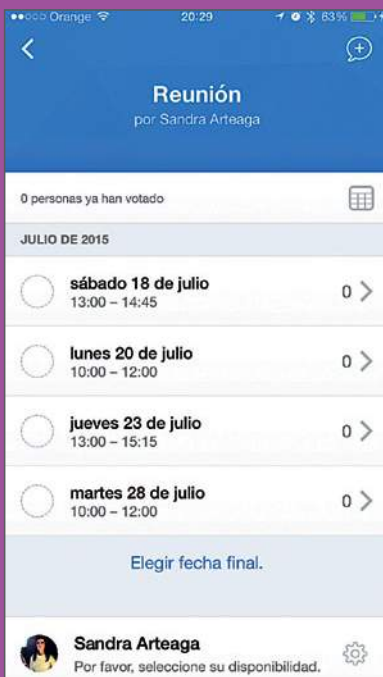 Orange 20:29 63%
Reunión
por Sandra Arteaga
0 personas ya han votado
JULIO DE 2015
sábado 18 de julio
13:00 – 14:45
0
lunes 20 de julio
10:00 – 12:00
0
jueves 23 de julio
13:00 – 15:15
0
martes 28 de julio
10:00 – 12:00
0
Elegir fecha final.
Sandra Arteaga
Por favor, seleccione su disponibilidad.